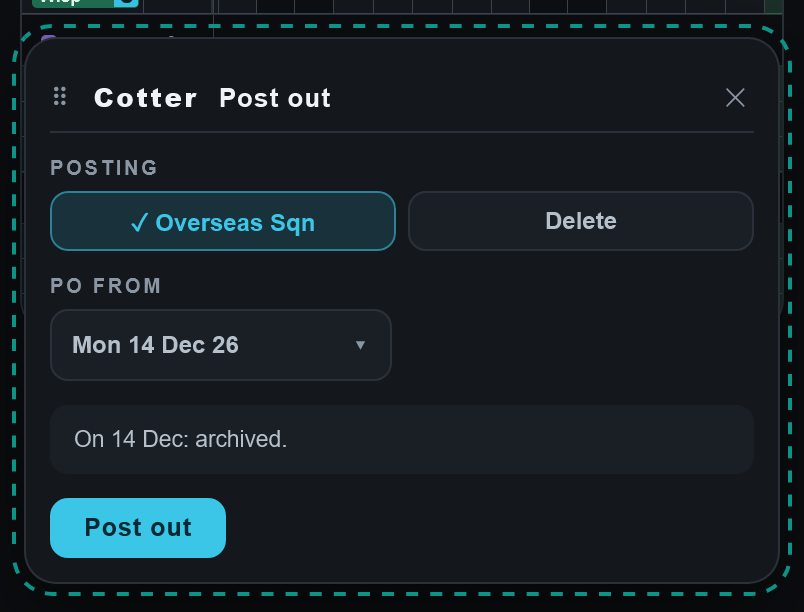 Cotter Post out
POSTING
✓ Overseas Sqn
Delete
PO FROM
Mon 14 Dec 26
On 14 Dec: archived.
Post out